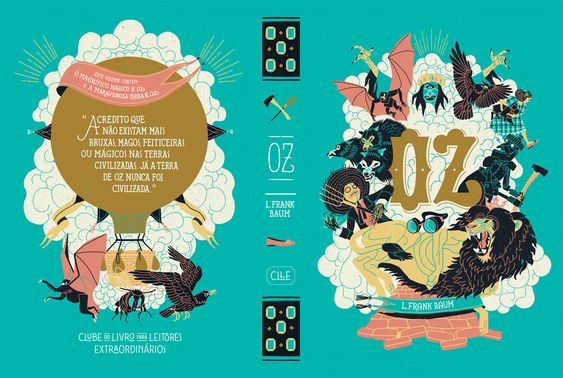 ESTE VOLUME CONTÉM
O MAGNÍFICO MÁGICO DE OZ
E A MARAVILHOSA TERRA DE OZ
"ACREDITO QUE
NÃO EXISTAM MAIS
BRUXAS, MAGOS, FEITICEIRAS
OU MÁGICOS NAS TERRAS
CIVILIZADAS. JÁ A TERRA
DE OZ NUNCA FOI
CIVILIZADA."
CLUBE DO LIVRO PARA LEITORES
EXTRAORDINÁRIOS
OZ
L. FRANK
BAUM
CLLE
OZ
L. FRANK BAUM